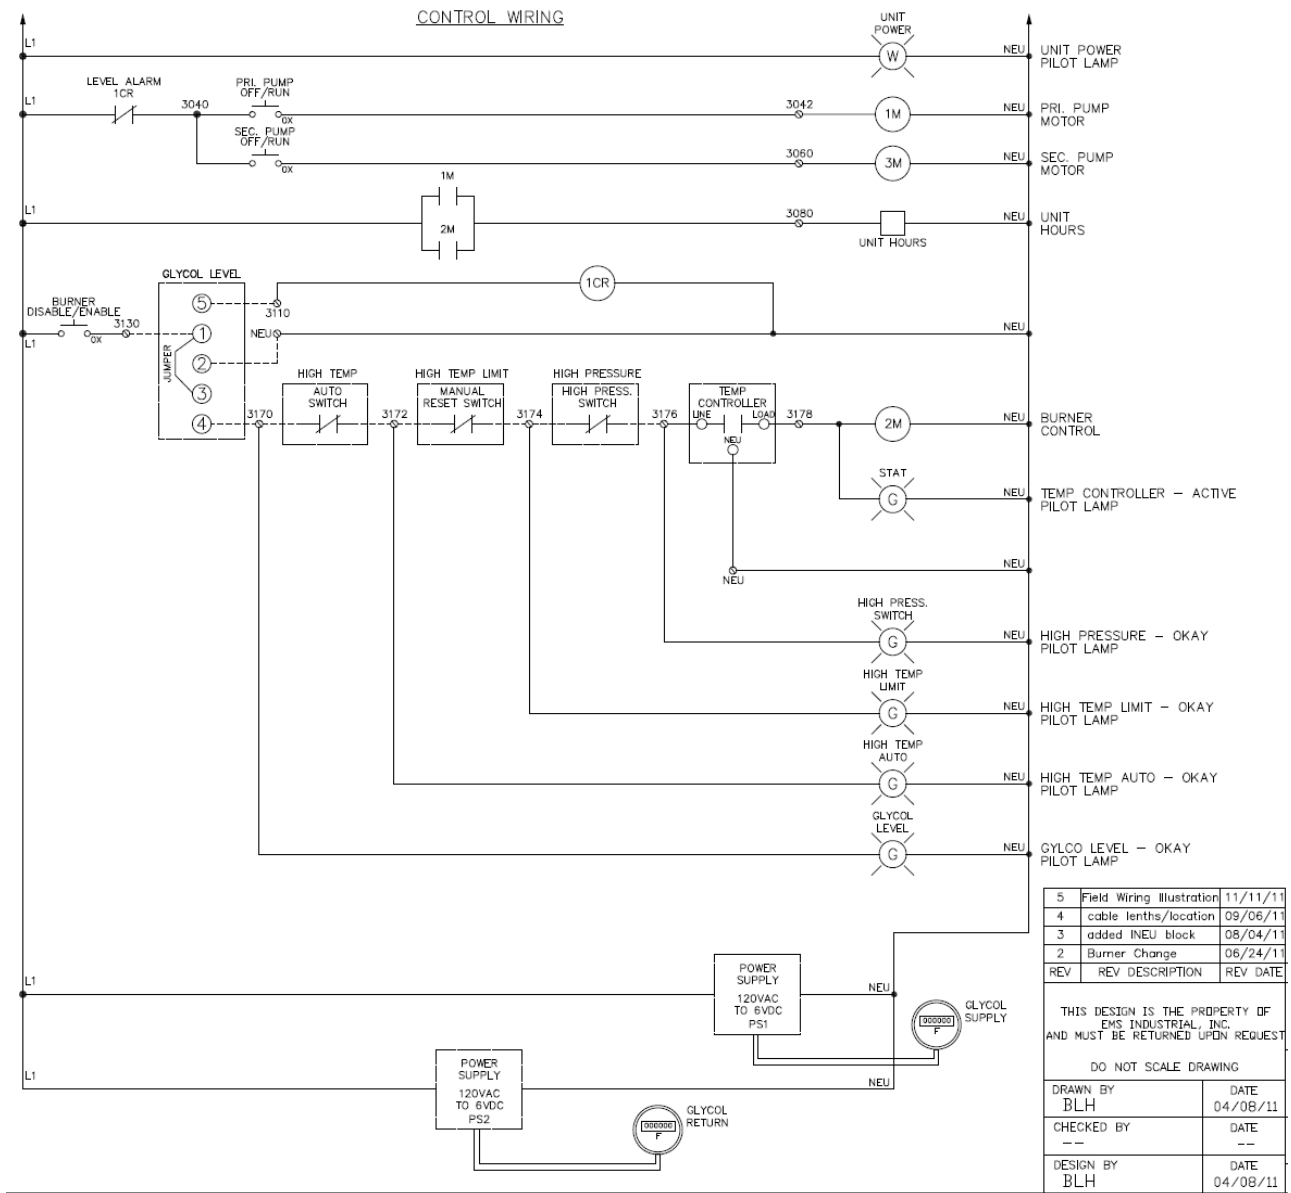 CONTROL WIRING
L1
UNIT
POWER
W
NEU
UNIT POWER
PILOT LAMP
LEVEL ALARM
1CR
L1
3040
PRI. PUMP
OFF/RUN
OX
3042
1M
NEU
PRI. PUMP
MOTOR
SEC. PUMP
OFF/RUN
OX
3060
3M
NEU
SEC. PUMP
MOTOR
L1
1M
2M
3080
UNIT HOURS
NEU
UNIT
HOURS
GLYCOL LEVEL
5
3110
1CR
BURNER
DISABLE/ENABLE
L1
OX
3130
1
NEU
NEU
JUMPER
2
3
4
3170
HIGH TEMP
AUTO
SWITCH
3172
HIGH TEMP LIMIT
MANUAL
RESET SWITCH
3174
HIGH PRESSURE
HIGH PRESS.
SWITCH
3176
TEMP
CONTROLLER
LINE
LOAD
NEU
3178
2M
NEU
BURNER
CONTROL
STAT
G
NEU
TEMP CONTROLLER – ACTIVE
PILOT LAMP
NEU
NEU
HIGH PRESS.
SWITCH
G
NEU
HIGH PRESSURE – OKAY
PILOT LAMP
HIGH TEMP
LIMIT
G
NEU
HIGH TEMP LIMIT – OKAY
PILOT LAMP
HIGH TEMP
AUTO
G
NEU
HIGH TEMP AUTO – OKAY
PILOT LAMP
GLYCOL
LEVEL
G
NEU
GYLCO LEVEL – OKAY
PILOT LAMP
L1
POWER
SUPPLY
120VAC
TO 6VDC
PS1
NEU
000000
F
GLYCOL
SUPPLY
L1
POWER
SUPPLY
120VAC
TO 6VDC
PS2
NEU
000000
F
GLYCOL
RETURN
5 Field Wiring Illustration 11/11/11
4 cable lenths/location 09/06/11
3 added INEU block 08/04/11
2 Burner Change 06/24/11
REV REV DESCRIPTION REV DATE
THIS DESIGN IS THE PROPERTY OF
EMS INDUSTRIAL, INC.
AND MUST BE RETURNED UPON REQUEST
DO NOT SCALE DRAWING
DRAWN BY DATE
BLH 04/08/11
CHECKED BY DATE
-- --
DESIGN BY DATE
BLH 04/08/11